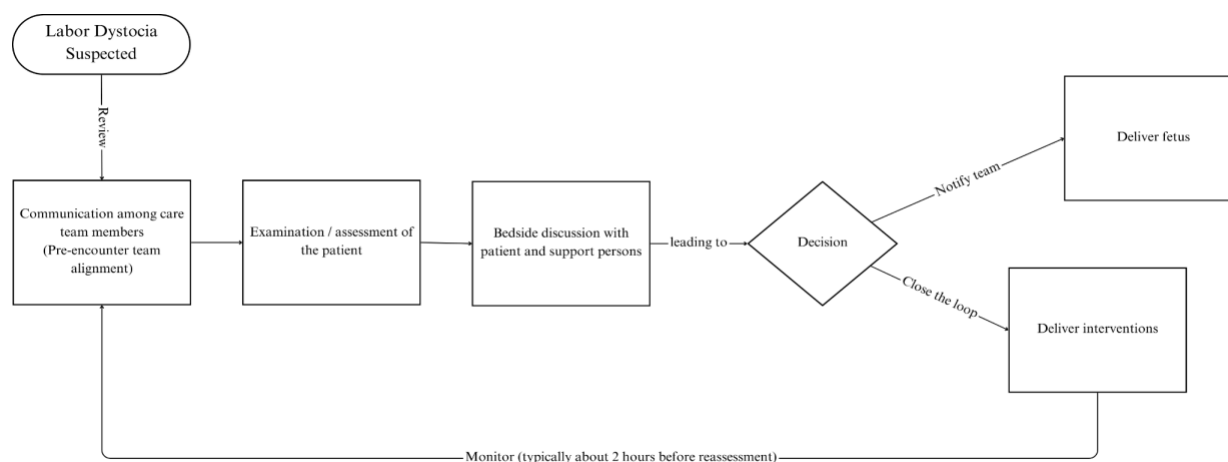 Labor Dystocia
Suspected
Review
Communication among care
team members
(Pre-encounter team
alignment)
Examination / assessment of
the patient
Bedside discussion with
patient and support persons
leading to
Decision
Notify team
Deliver fetus
Close the loop
Deliver interventions
Monitor (typically about 2 hours before reassessment)